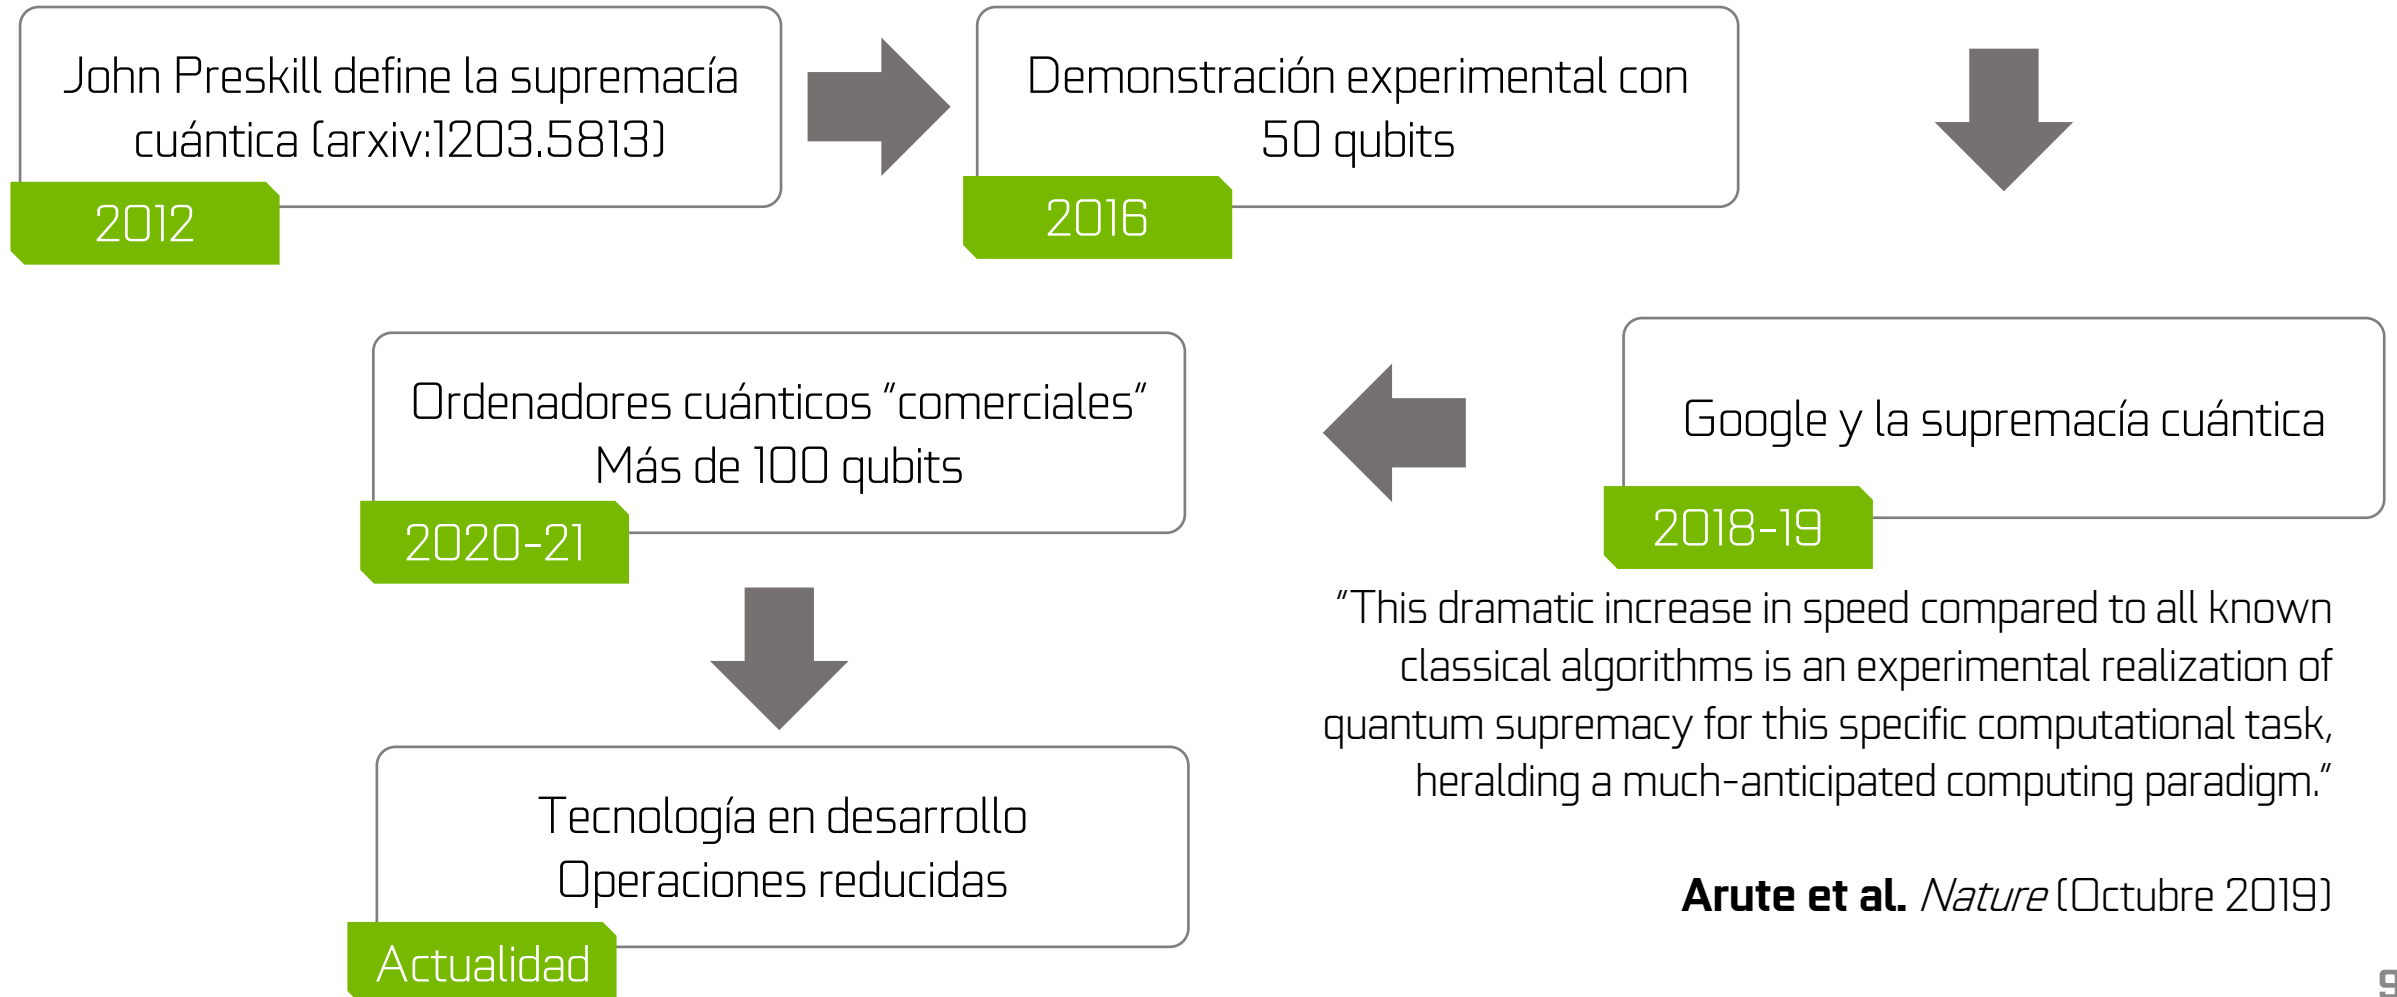 John Preskill define la supremacía
cuántica (arxiv:1203.5813)
2012
Demonstración experimental con
50 qubits
2016
Google y la supremacía cuántica
2018-19
"This dramatic increase in speed compared to all known
classical algorithms is an experimental realization of
quantum supremacy for this specific computational task,
heralding a much-anticipated computing paradigm."
Arute et al. Nature (Octubre 2019)
Ordenadores cuánticos "comerciales"
Más de 100 qubits
2020-21
Tecnología en desarrollo
Operaciones reducidas
Actualidad